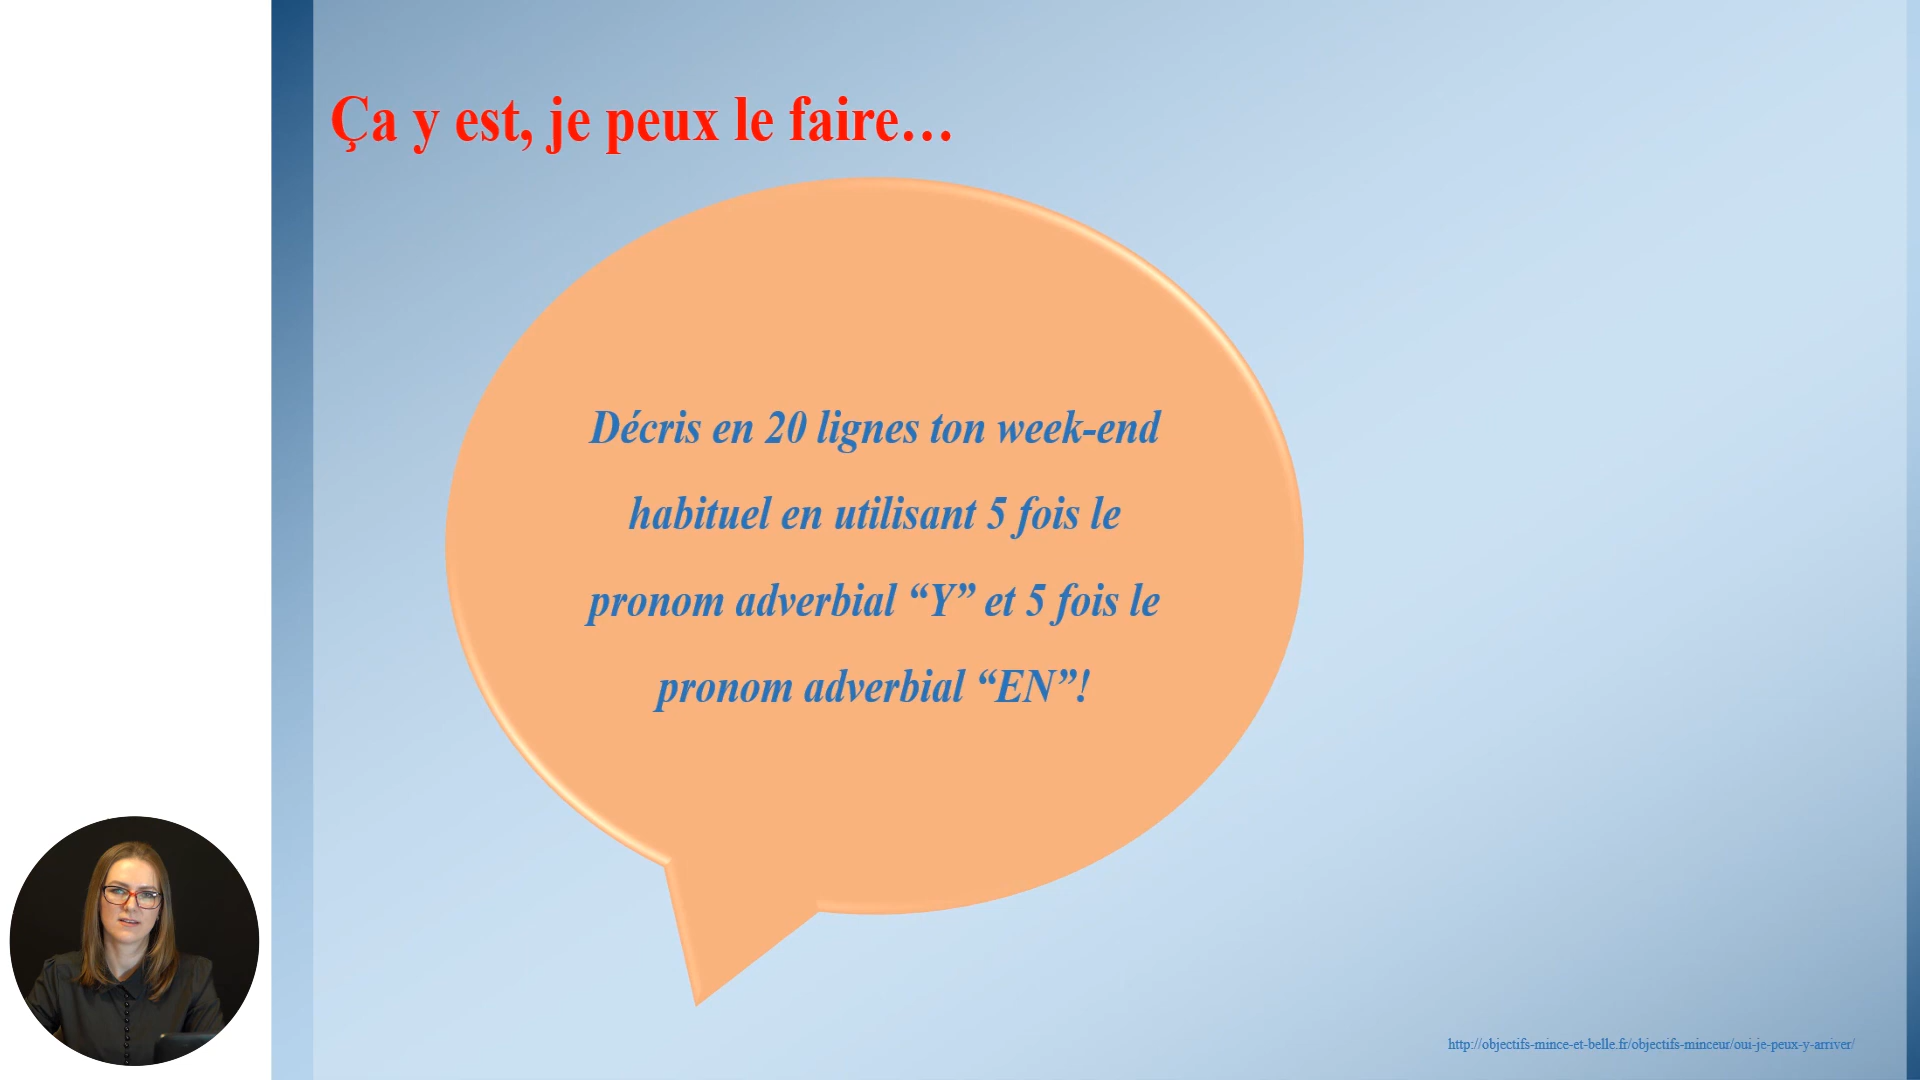 Ça y est, je peux le faire…
Décris en 20 lignes ton week-end
habituel en utilisant 5 fois le
pronom adverbial “Y” et 5 fois le
pronom adverbial “EN”!
http://objectifs-mince-et-belle.fr/objectifs-minceur/oui-je-peux-y-arriver/